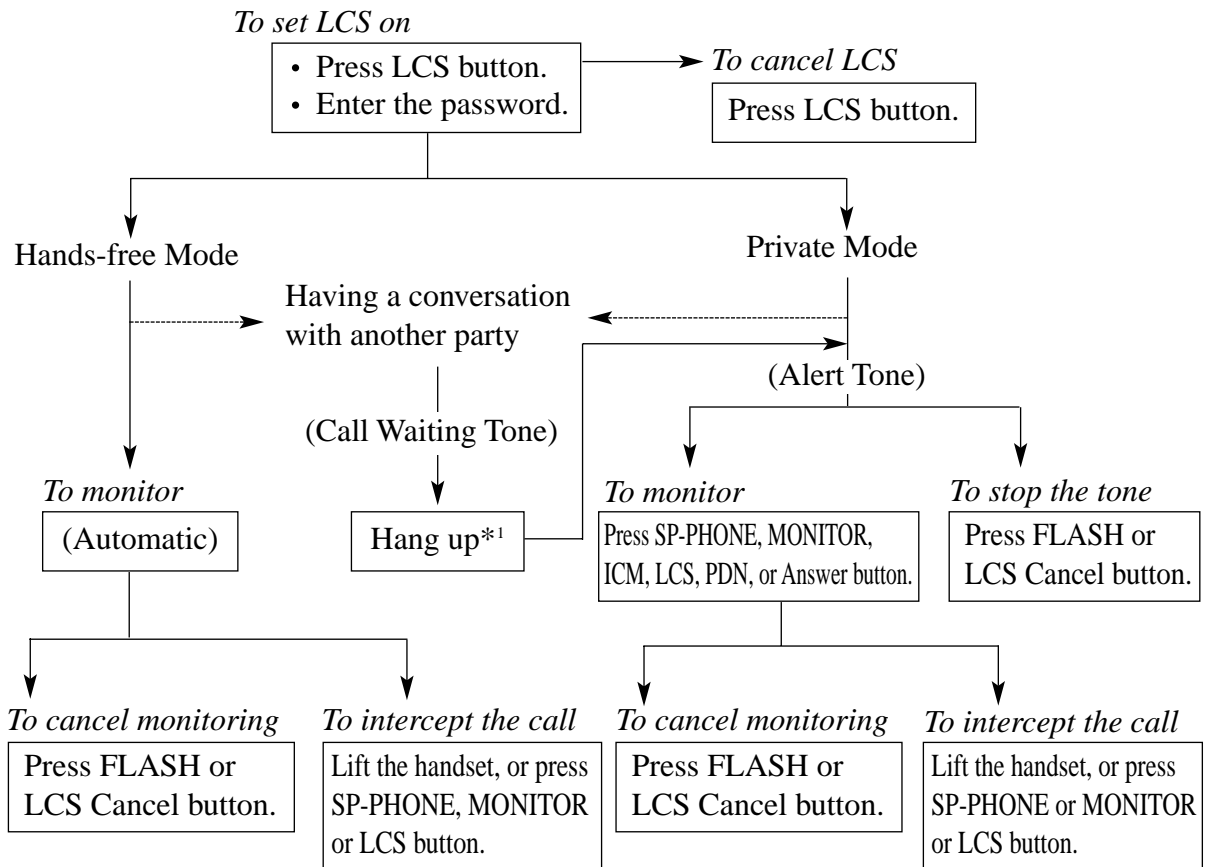 To set LCS on
• Press LCS button.
• Enter the password.
To cancel LCS
Press LCS button.
Hands-free Mode
Private Mode
Having a conversation
with another party
(Alert Tone)
(Call Waiting Tone)
To monitor
(Automatic)
Hang up*1
To monitor
Press SP-PHONE, MONITOR,
ICM, LCS, PDN, or Answer button.
To stop the tone
Press FLASH or
LCS Cancel button.
To cancel monitoring
Press FLASH or
LCS Cancel button.
To intercept the call
Lift the handset, or press
SP-PHONE, MONITOR
or LCS button.
To cancel monitoring
Press FLASH or
LCS Cancel button.
To intercept the call
Lift the handset, or press
SP-PHONE or MONITOR
or LCS button.